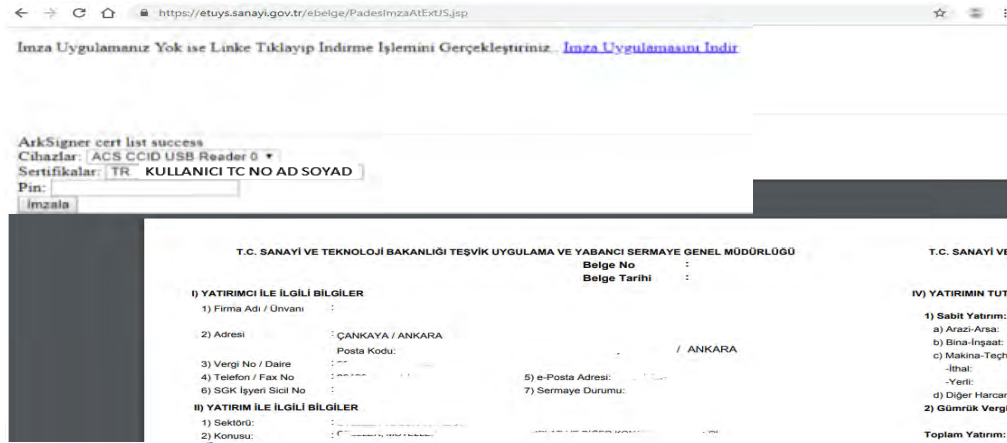 https://etuys.sanayi.gov.tr/ebelge/PadesImzaAtExtJS.jsp
İmza Uygulamanız Yok ise Linke Tıklayıp İndirme İşlemini Gerçekleştiriniz.. İmza Uygulamasını İndir
ArkSigner cert list success
Cihazlar: ACS CCID USB Reader 0
Sertifikalar: TR KULLANICI TC NO AD SOYAD
Pin:
İmzala
T.C. SANAYİ VE TEKNOLOJİ BAKANLIĞI TEŞVİK UYGULAMA VE YABANCI SERMAYE GENEL MÜDÜRLÜĞÜ
Belge No :
Belge Tarihi :
I) YATIRIMCI İLE İLGİLİ BİLGİLER
1) Firma Adı / Ünvanı :
2) Adresi : ÇANKAYA / ANKARA
Posta Kodu: / ANKARA
3) Vergi No / Daire :
4) Telefon / Fax No : 5) e-Posta Adresi:
6) SGK İşyeri Sicil No : 7) Sermaye Durumu:
II) YATIRIM İLE İLGİLİ BİLGİLER
1) Sektörü:
2) Konusu:
T.C. SANAYİ VE
IV) YATIRIMIN TUT
1) Sabit Yatırım:
a) Arazi-Arsa:
b) Bina-İnşaat:
c) Makina-Teçh
-İthal:
-Yerli:
d) Diğer Harcar
2) Gümrük Vergi
Toplam Yatırım: